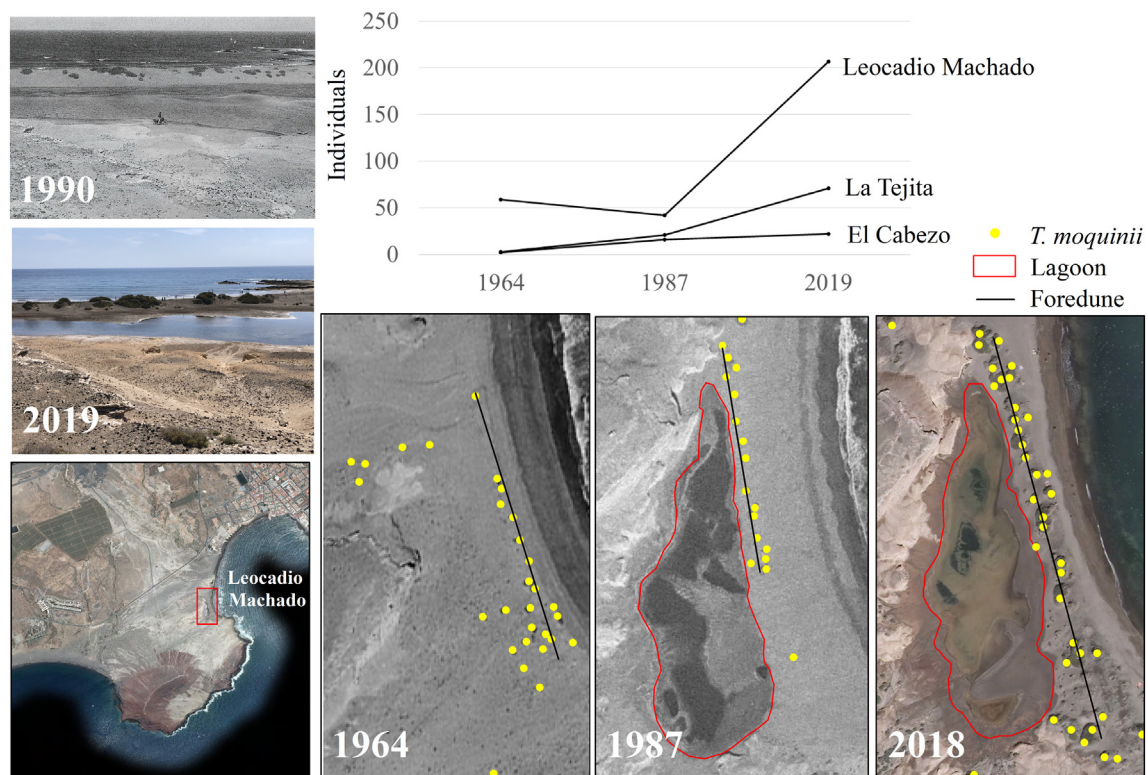 1990
2019
Leocadio
Machado
250
200
150
100
50
0
Individuals
1964
1987
2019
Leocadio Machado
La Tejita
El Cabezo
T. moquinii
Lagoon
Foredune
1964
1987
2018